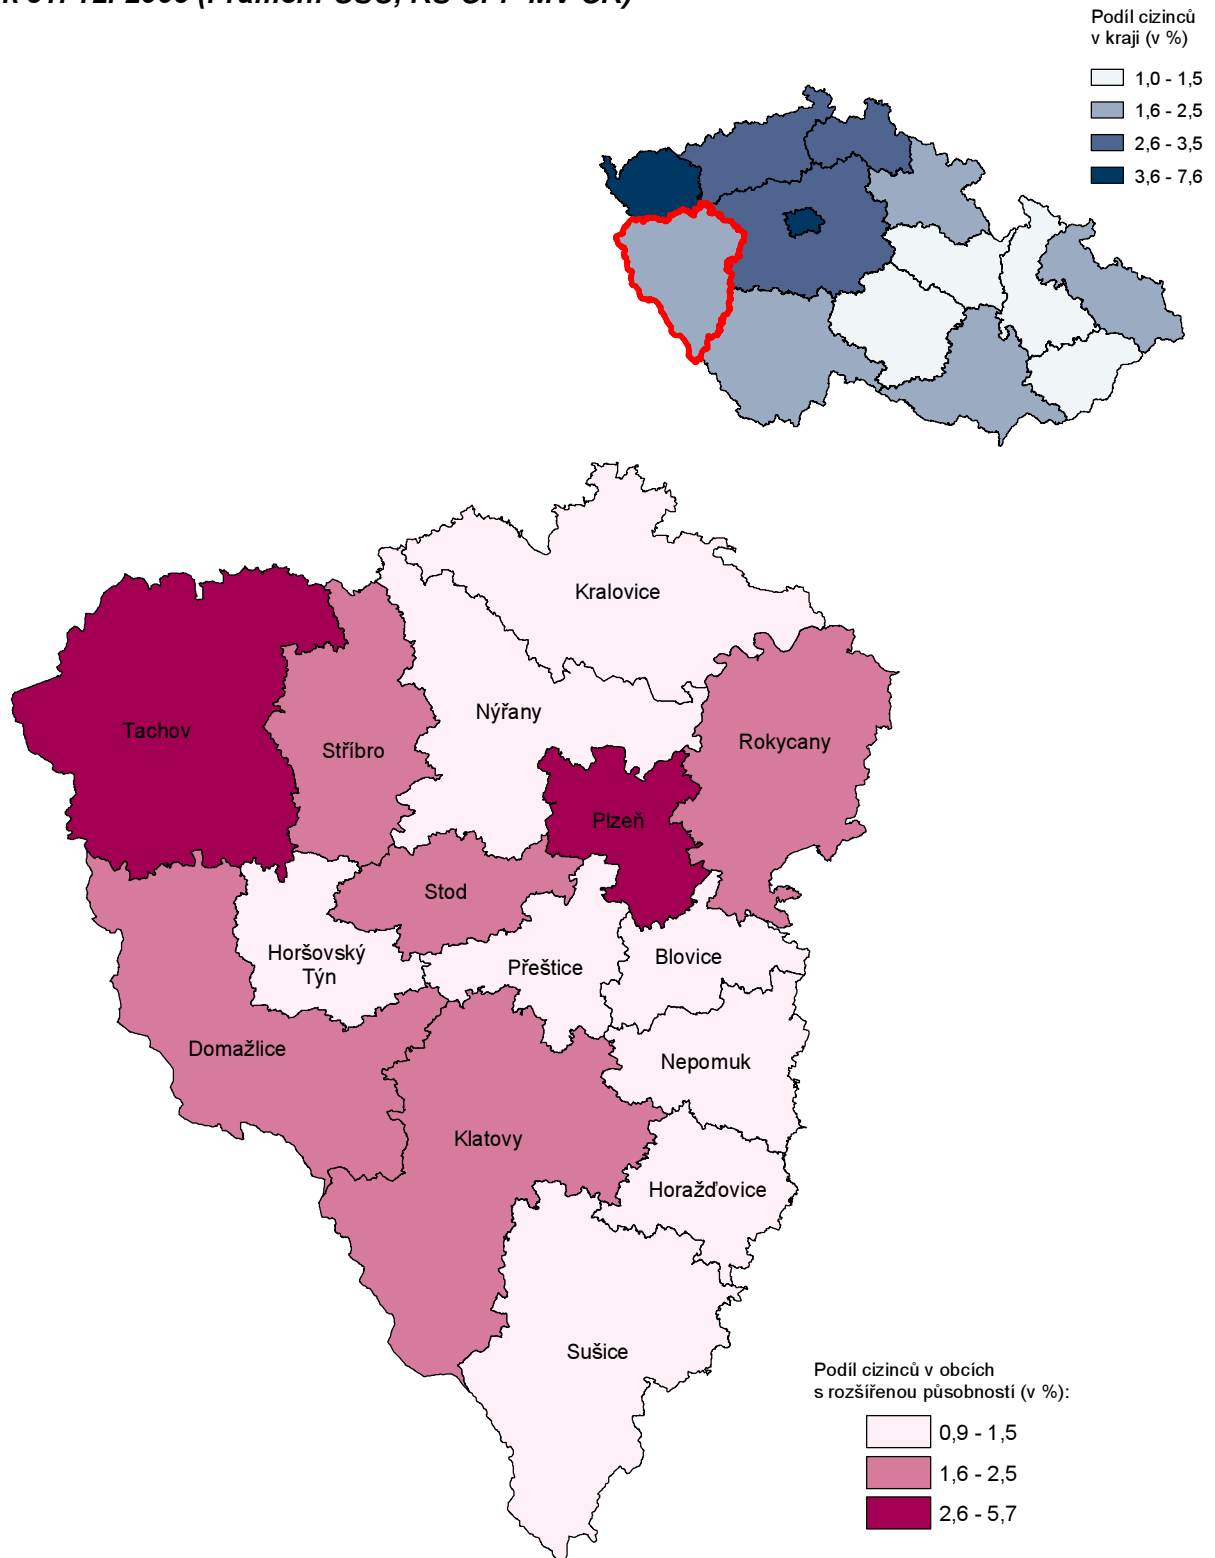 Podíl cizinců
v kraji (v %)
1,0 - 1,5
1,6 - 2,5
2,6 - 3,5
3,6 - 7,6
Kralovice
Tachov
Stříbro
Nýřany
Rokycany
Plzeň
Stod
Horšovský
Týn
Přeštice
Blovice
Domažlice
Nepomuk
Klatovy
Horažďovice
Sušice
Podíl cizinců v obcích
s rozšířenou působností (v %):
0,9 - 1,5
1,6 - 2,5
2,6 - 5,7